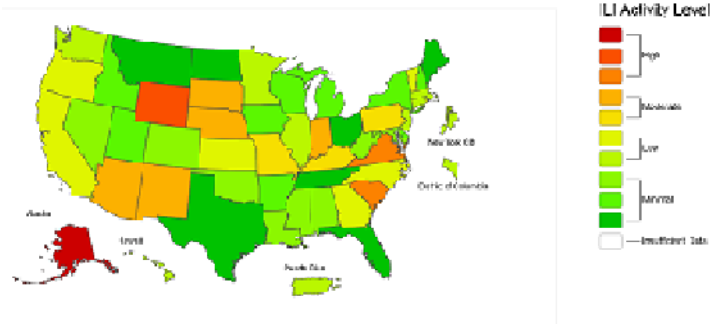 ILI Activity Level
High
Moderate
Low
Minimal
Insufficient Data
New York City
District of Columbia
Alaska
Hawaii
Puerto Rico